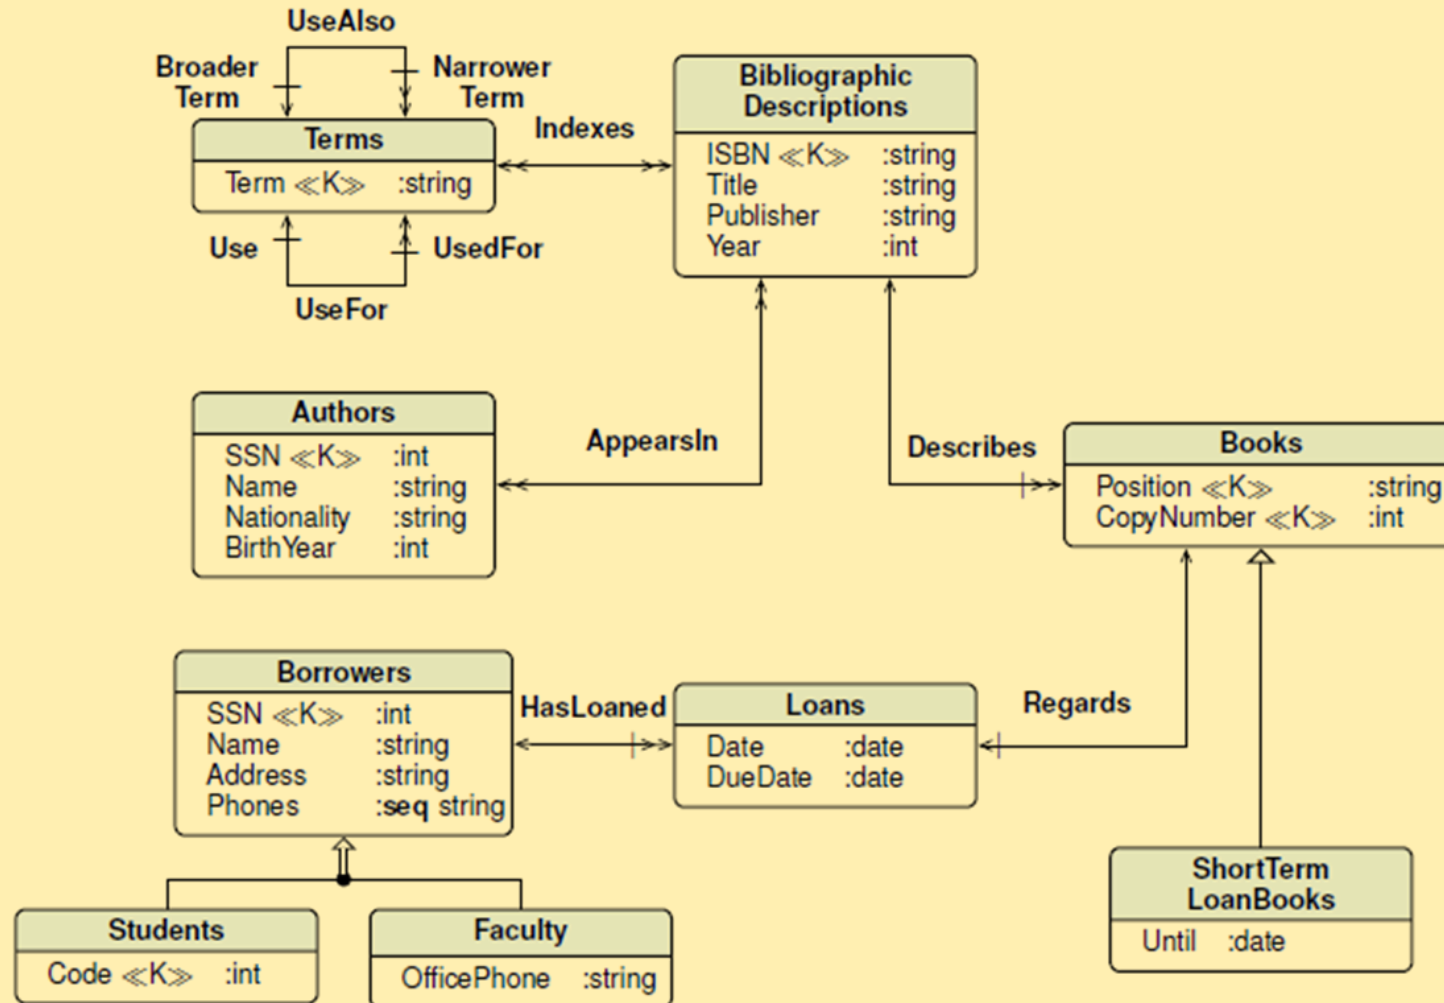 UseAlso
Broader
Term
Narrower
Term
Terms
Term ≪K≫ :string
Use
UsedFor
UseFor
Indexes
Bibliographic
Descriptions
ISBN ≪K≫ :string
Title :string
Publisher :string
Year :int
Authors
SSN ≪K≫ :int
Name :string
Nationality :string
BirthYear :int
AppearsIn
Describes
Books
Position ≪K≫ :string
CopyNumber ≪K≫ :int
Borrowers
SSN ≪K≫ :int
Name :string
Address :string
Phones :seq string
HasLoaned
Loans
Date :date
DueDate :date
Regards
Students
Code ≪K≫ :int
Faculty
OfficePhone :string
ShortTerm
LoanBooks
Until :date